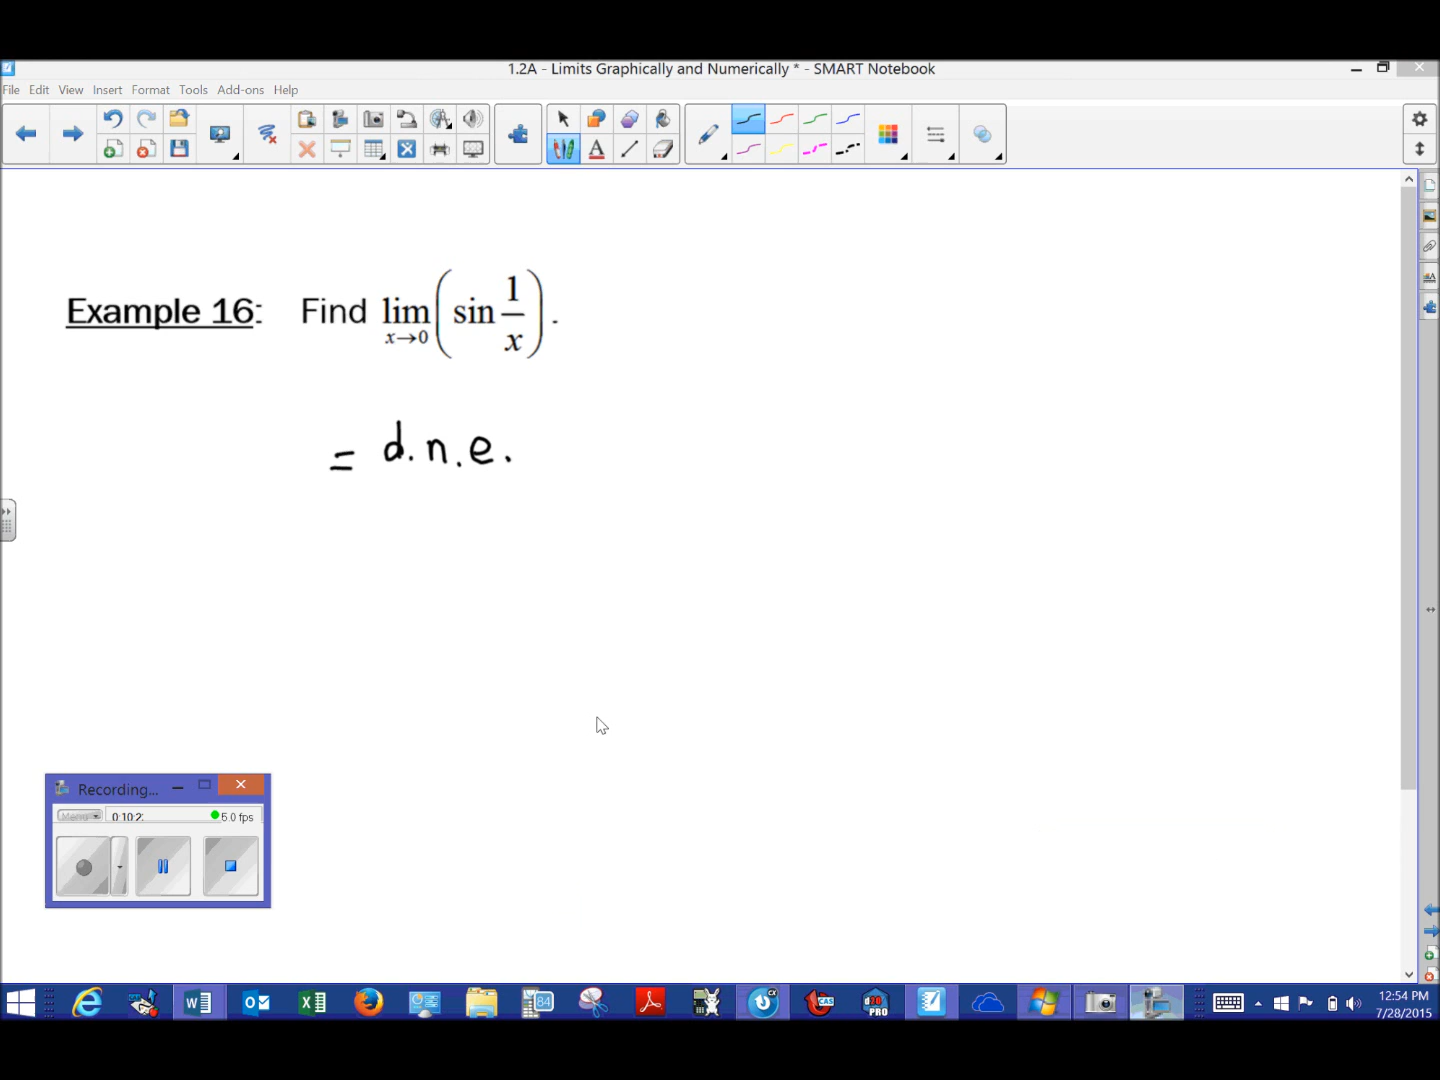 1.2A - Limits Graphically and Numerically * - SMART Notebook
File Edit View Insert Format Tools Add-ons Help
Example 16: Find lim x→0 (sin 1/x).
= d.n.e.
Recording...
Menu 0:10:2 5.0 fps
12:54 PM
7/28/2015